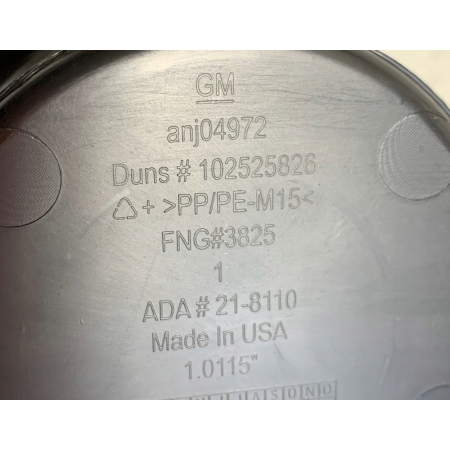 GM
anj04972
Duns # 102525826
+ >PP/PE-M15<
FNG#3825
1
ADA # 21-8110
Made In USA
1.0115"
J A S O N D